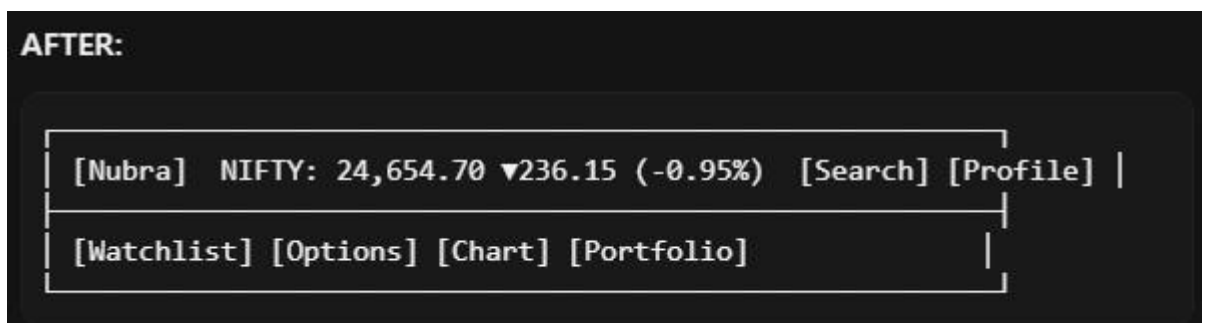 AFTER:
[Nubra] NIFTY: 24,654.70 ▼236.15 (-0.95%) [Search] [Profile]
[Watchlist] [Options] [Chart] [Portfolio]